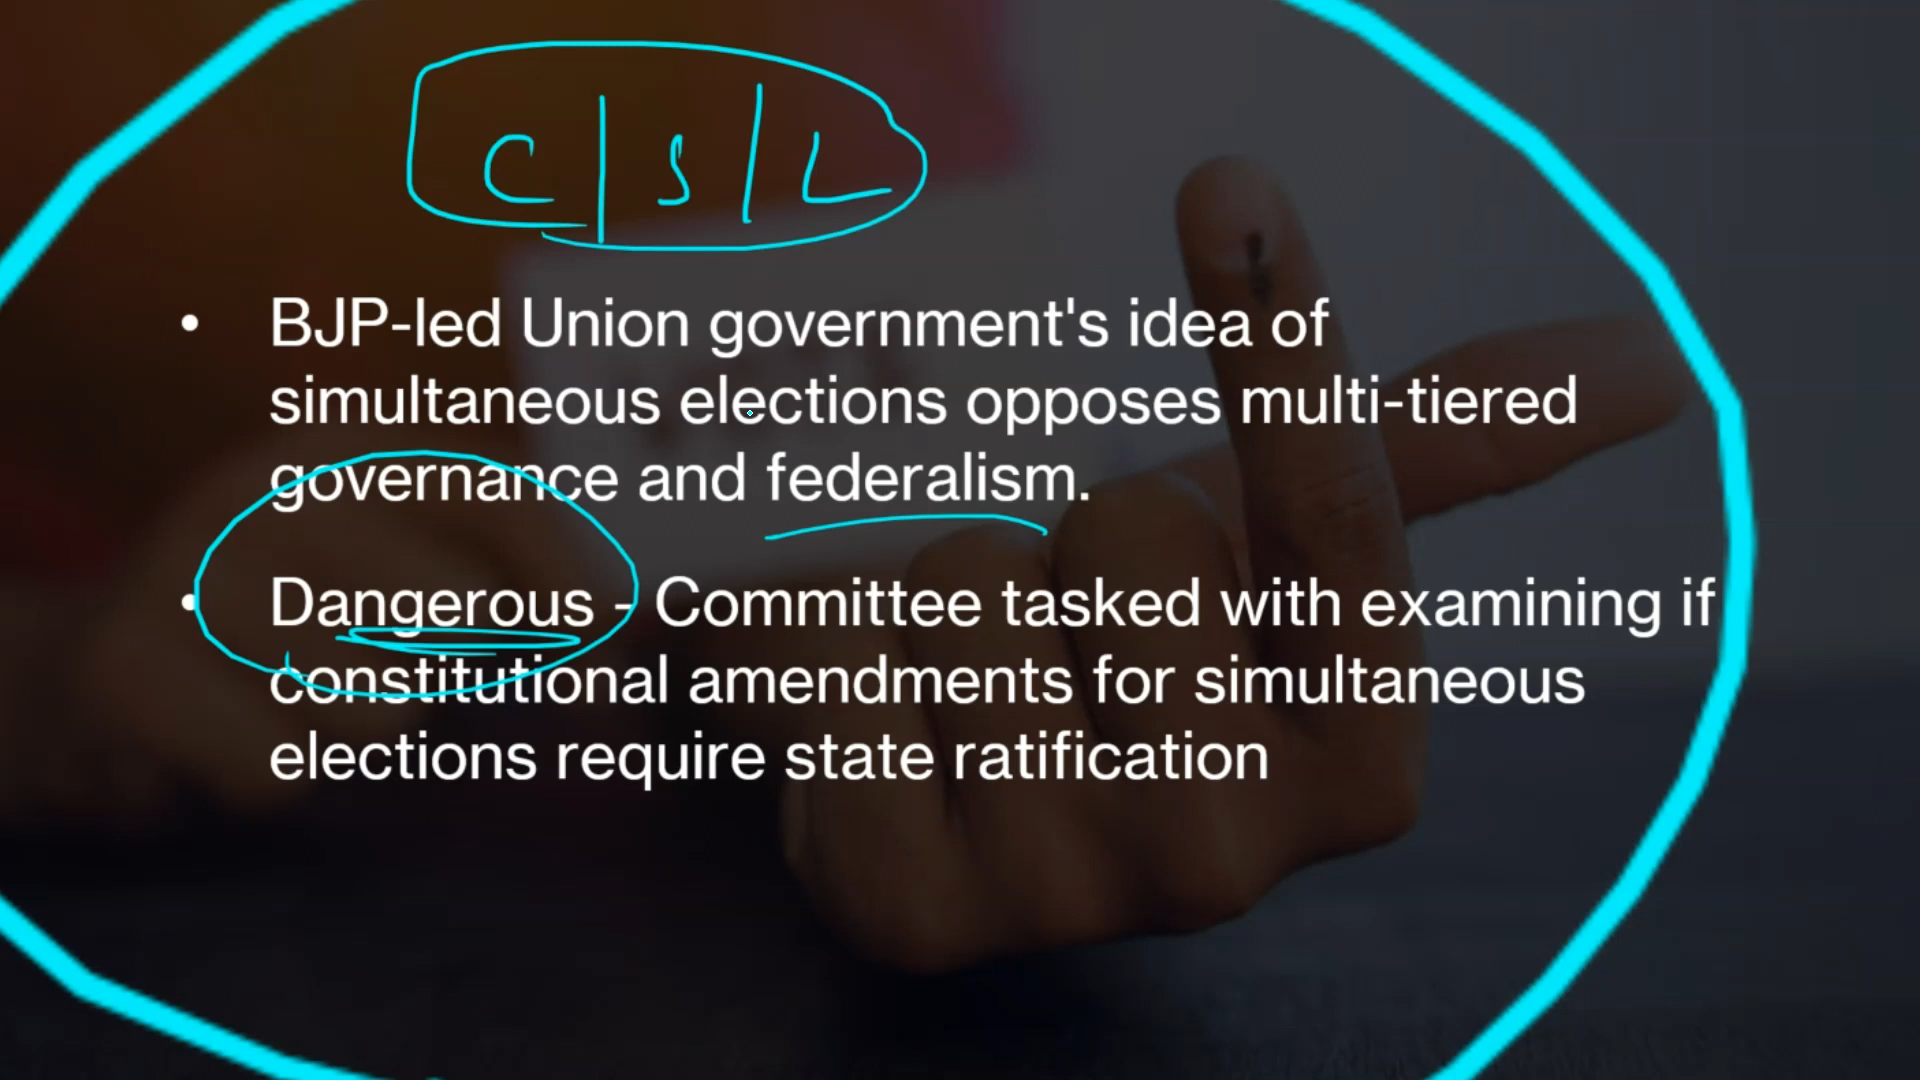 C | S | L
• BJP-led Union government's idea of
simultaneous elections opposes multi-tiered
governance and federalism.
• Dangerous - Committee tasked with examining if
constitutional amendments for simultaneous
elections require state ratification